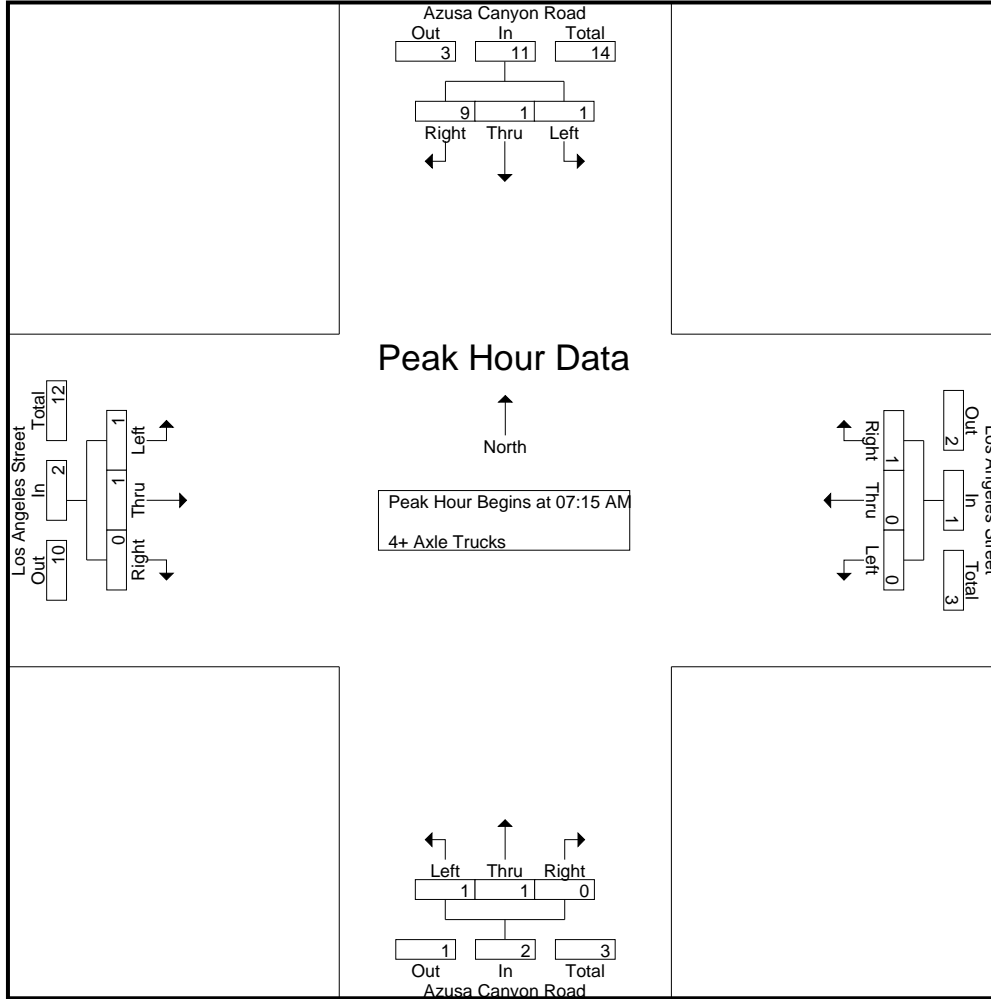 Azusa Canyon Road
Out In Total
3 11 14
9 1 1
Right Thru Left
Peak Hour Data
North
Peak Hour Begins at 07:15 AM
4+ Axle Trucks
Los Angeles Street
Total In Out
12 2 10
1 1 0
Left Thru Right
Los Angeles Street
Out In Total
2 1 3
Right Thru Left
1 0 0
Left Thru Right
1 1 0
1 2 3
Out In Total
Azusa Canyon Road